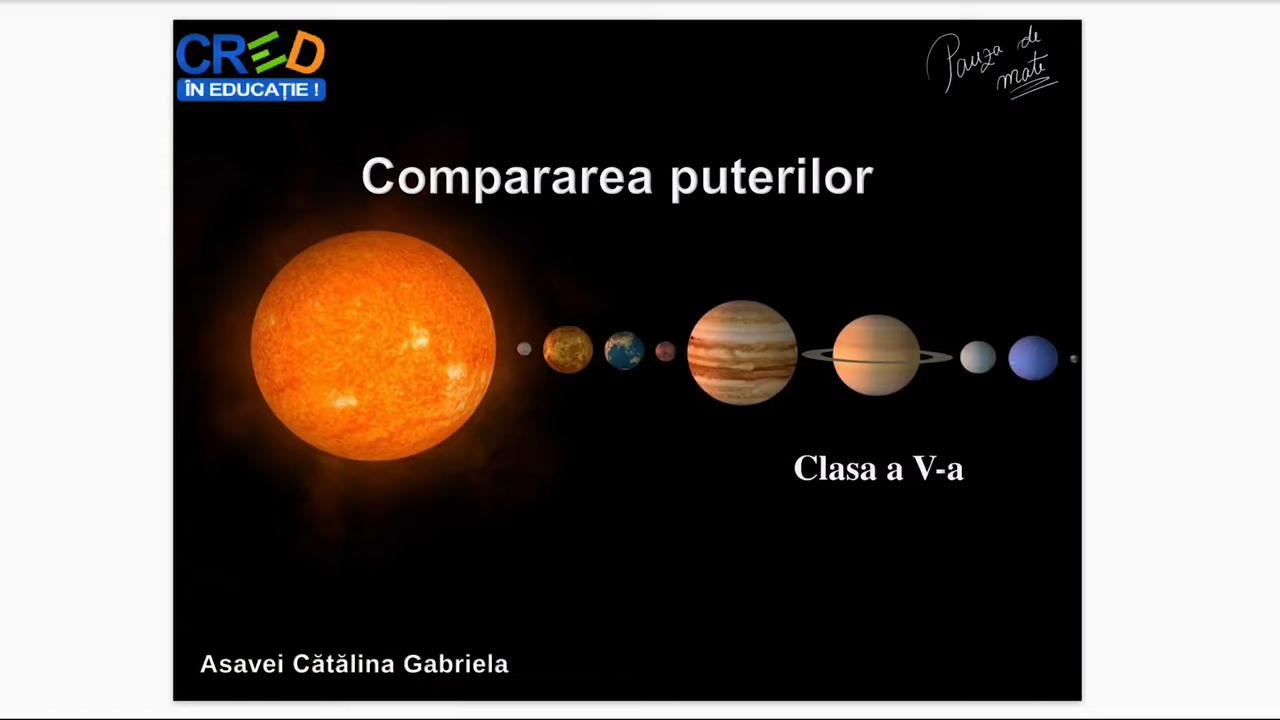 CRED
ÎN EDUCAȚIE !
Pauza de
mate
Compararea puterilor
Clasa a V-a
Asavei Cătălina Gabriela